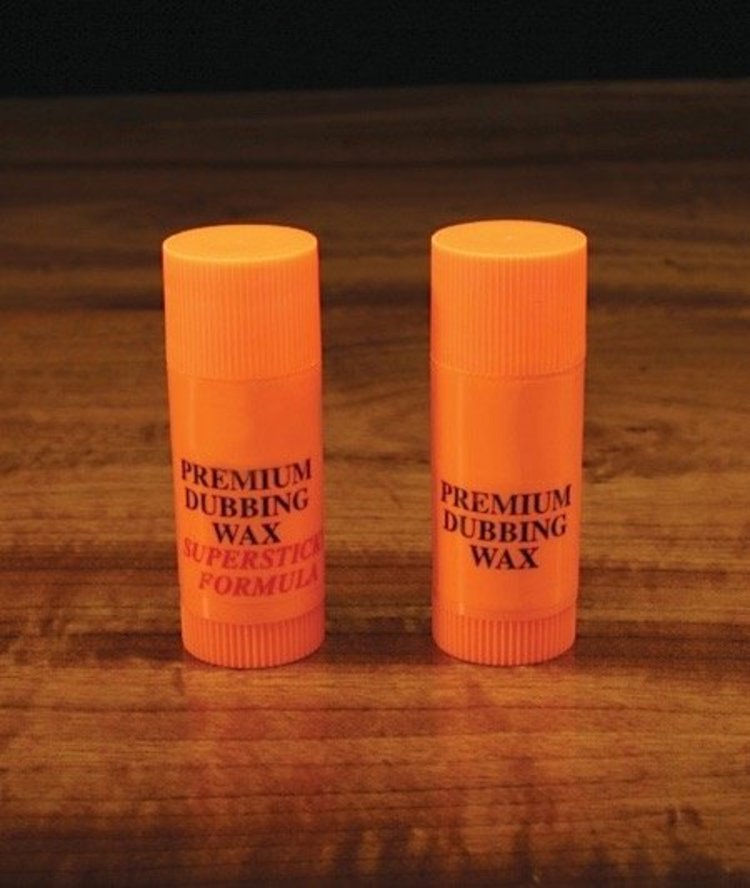 PREMIUM
DUBBING
WAX
SUPERSTICK
FORMULA
PREMIUM
DUBBING
WAX